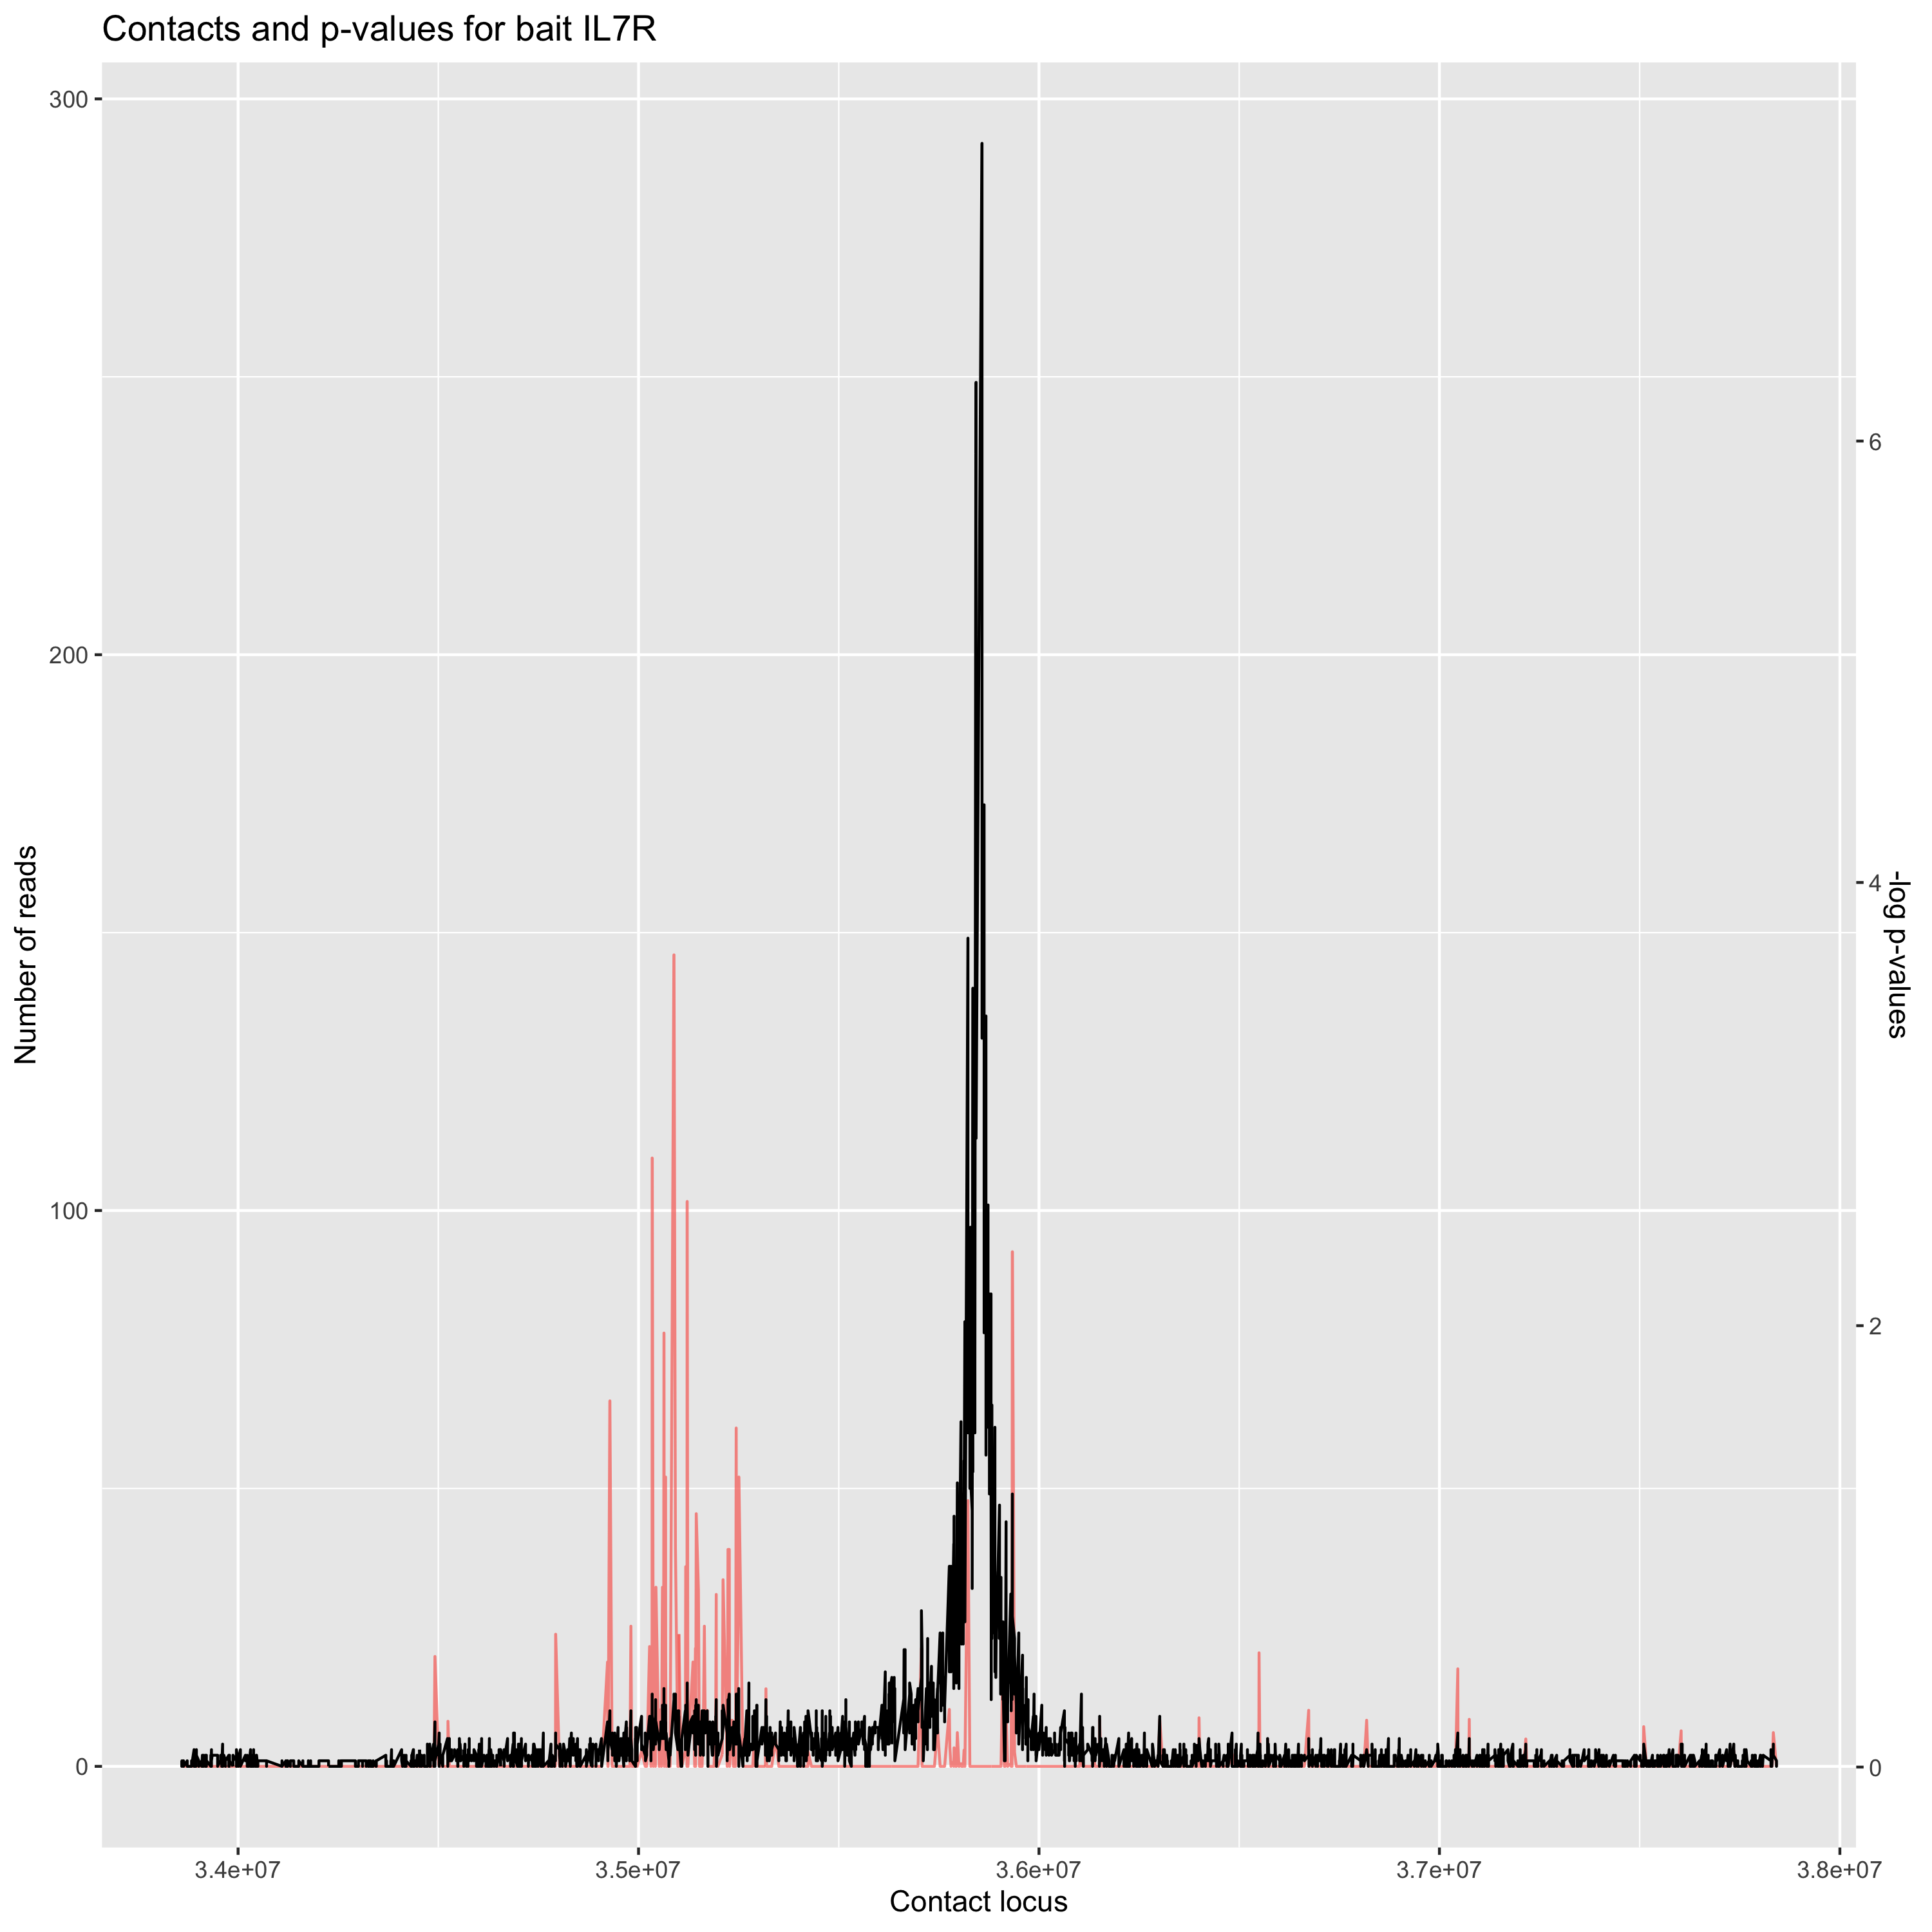 Contacts and p-values for bait IL7R
300
200
100
0
Number of reads
6
4
2
0
-log p-values
3.4e+07
3.5e+07
3.6e+07
3.7e+07
3.8e+07
Contact locus